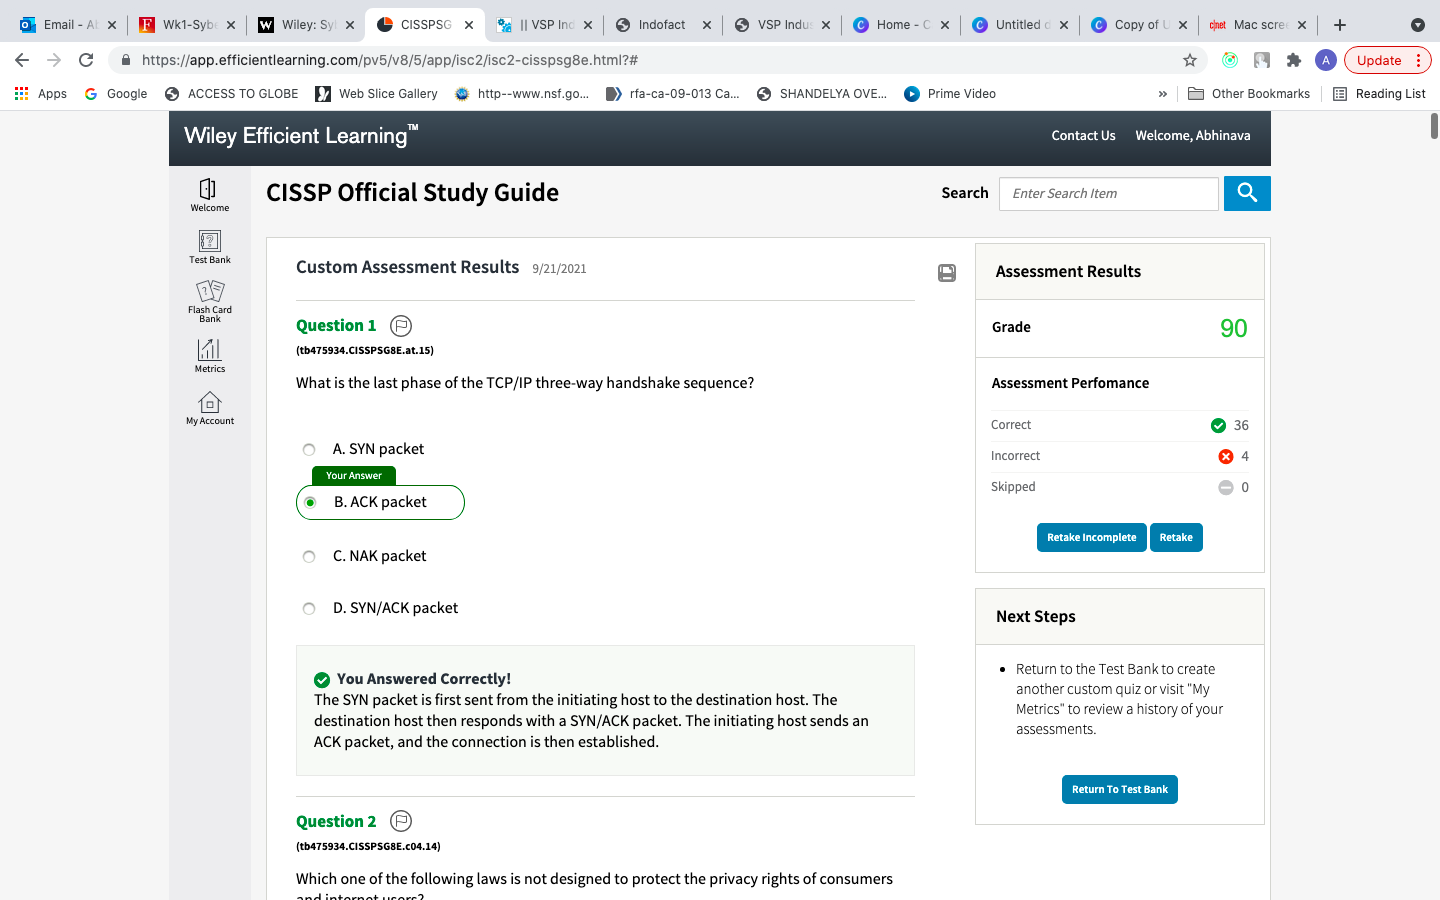 Email - Al
Wk1-Sybe
Wiley: Syl
CISSPSG
|| VSP Ind
Indofact
VSP Indus
Home - C
Untitled d
Copy of U
c|net Mac scree
https://app.efficientlearning.com/pv5/v8/5/app/isc2/isc2-cisspsg8e.html?#
A
Update
Apps
Google
ACCESS TO GLOBE
Web Slice Gallery
http--www.nsf.go...
rfa-ca-09-013 Ca...
SHANDELYA OVE...
Prime Video
»
Other Bookmarks
Reading List
Wiley Efficient Learning™
Contact Us
Welcome, Abhinava
Welcome
Test Bank
Flash Card
Bank
Metrics
My Account
CISSP Official Study Guide
Search
Enter Search Item
Custom Assessment Results 9/21/2021
Question 1
(tb475934.CISSPSG8E.at.15)
What is the last phase of the TCP/IP three-way handshake sequence?
A. SYN packet
Your Answer
B. ACK packet
C. NAK packet
D. SYN/ACK packet
You Answered Correctly!
The SYN packet is first sent from the initiating host to the destination host. The
destination host then responds with a SYN/ACK packet. The initiating host sends an
ACK packet, and the connection is then established.
Question 2
(tb475934.CISSPSG8E.c04.14)
Which one of the following laws is not designed to protect the privacy rights of consumers
and internet users?
Assessment Results
Grade 90
Assessment Perfomance
Correct 36
Incorrect 4
Skipped 0
Retake Incomplete
Retake
Next Steps
Return to the Test Bank to create
another custom quiz or visit "My
Metrics" to review a history of your
assessments.
Return To Test Bank